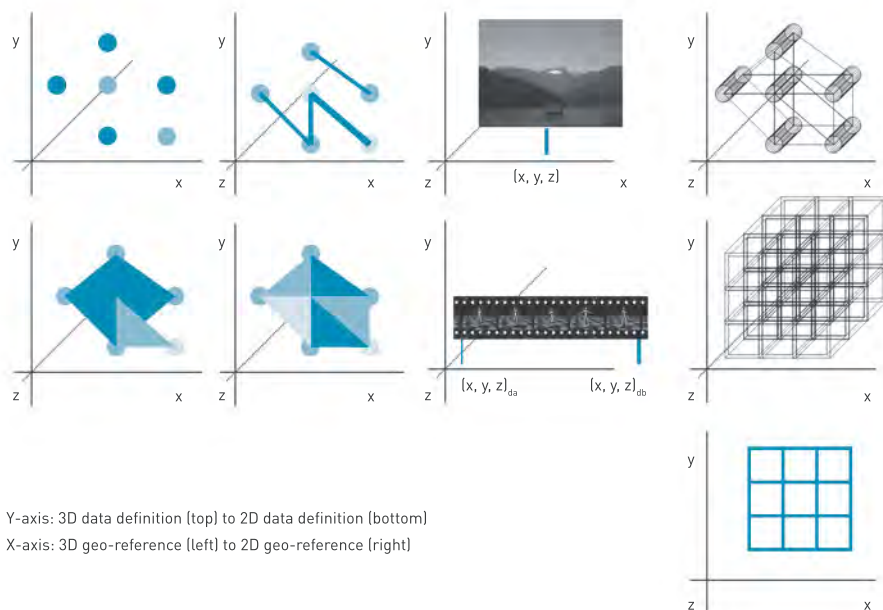 y
y
y
y
x
x
(x, y, z)
x
x
z
z
z
z
y
y
y
y
z
x
z
x
z
(x, y, z)da
(x, y, z)db
z
x
y
Y-axis: 3D data definition (top) to 2D data definition (bottom)
X-axis: 3D geo-reference (left) to 2D geo-reference (right)
z
x